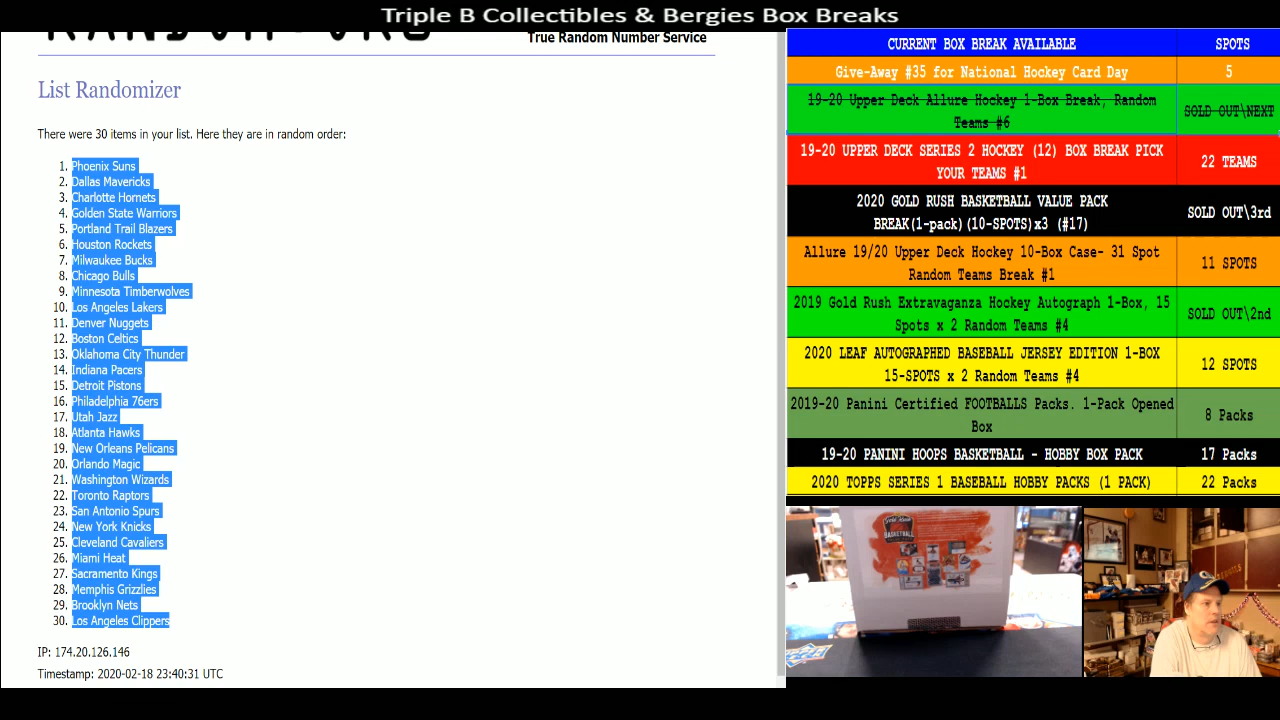 Triple B Collectibles & Bergies Box Breaks
RANDOM.ORG
True Random Number Service
List Randomizer
There were 30 items in your list. Here they are in random order:
1. Phoenix Suns
2. Dallas Mavericks
3. Charlotte Hornets
4. Golden State Warriors
5. Portland Trail Blazers
6. Houston Rockets
7. Milwaukee Bucks
8. Chicago Bulls
9. Minnesota Timberwolves
10. Los Angeles Lakers
11. Denver Nuggets
12. Boston Celtics
13. Oklahoma City Thunder
14. Indiana Pacers
15. Detroit Pistons
16. Philadelphia 76ers
17. Utah Jazz
18. Atlanta Hawks
19. New Orleans Pelicans
20. Orlando Magic
21. Washington Wizards
22. Toronto Raptors
23. San Antonio Spurs
24. New York Knicks
25. Cleveland Cavaliers
26. Miami Heat
27. Sacramento Kings
28. Memphis Grizzlies
29. Brooklyn Nets
30. Los Angeles Clippers
IP: 174.20.126.146
Timestamp: 2020-02-18 23:40:31 UTC
CURRENT BOX BREAK AVAILABLE SPOTS
Give-Away #35 for National Hockey Card Day 5
19-20 Upper Deck Allure Hockey 1-Box Break, Random
Teams #6
SOLD OUT\NEXT
19-20 UPPER DECK SERIES 2 HOCKEY (12) BOX BREAK PICK
YOUR TEAMS #1
22 TEAMS
2020 GOLD RUSH BASKETBALL VALUE PACK
BREAK(1-pack)(10-SPOTS)x3 (#17)
SOLD OUT\3rd
Allure 19/20 Upper Deck Hockey 10-Box Case- 31 Spot
Random Teams Break #1
11 SPOTS
2019 Gold Rush Extravaganza Hockey Autograph 1-Box, 15
Spots x 2 Random Teams #4
SOLD OUT\2nd
2020 LEAF AUTOGRAPHED BASEBALL JERSEY EDITION 1-BOX
15-SPOTS x 2 Random Teams #4
12 SPOTS
2019-20 Panini Certified FOOTBALLS Packs. 1-Pack Opened
Box
8 Packs
19-20 PANINI HOOPS BASKETBALL - HOBBY BOX PACK 17 Packs
2020 TOPPS SERIES 1 BASEBALL HOBBY PACKS (1 PACK) 22 Packs
Gold Rush
BASKETBALL